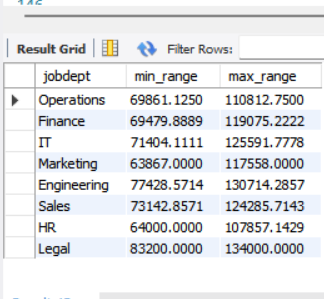 146
Result Grid Filter Rows:
jobdept min_range max_range
Operations 69861.1250 110812.7500
Finance 69479.8889 119075.2222
IT 71404.1111 125591.7778
Marketing 63867.0000 117558.0000
Engineering 77428.5714 130714.2857
Sales 73142.8571 124285.7143
HR 64000.0000 107857.1429
Legal 83200.0000 134000.0000